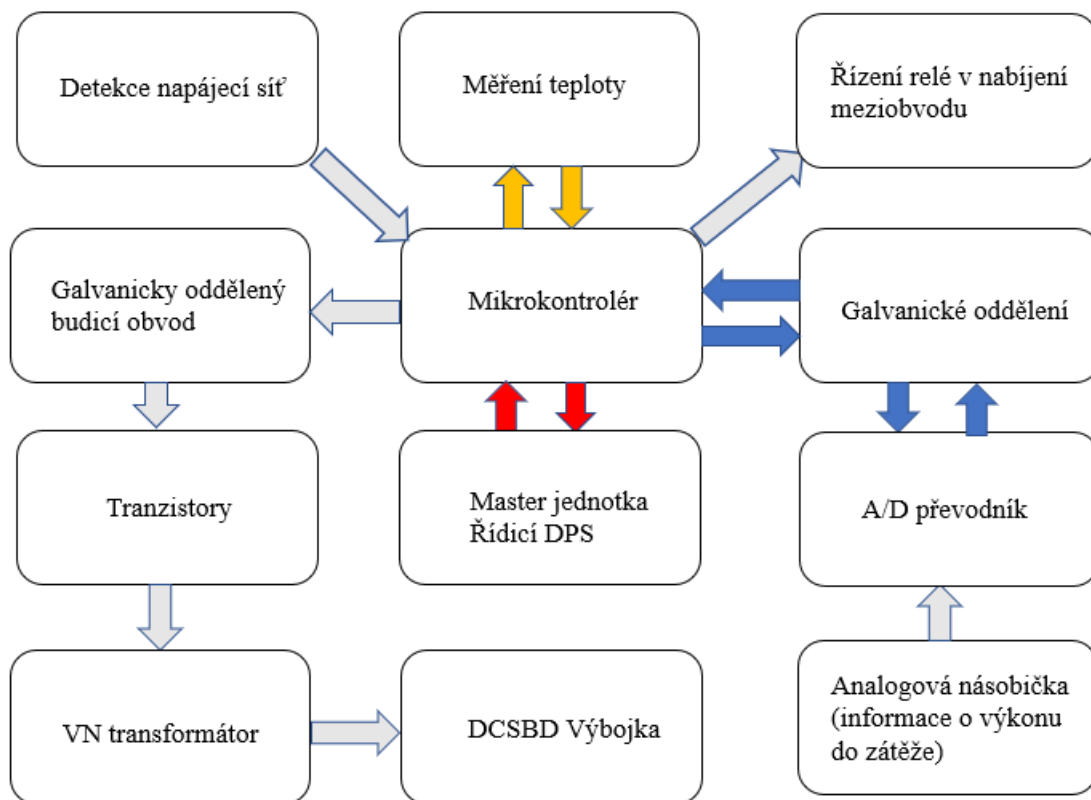 Detekce napájecí síť
Měření teploty
Řízení relé v nabíjení
meziobvodu
Galvanicky oddělený
budicí obvod
Mikrokontrolér
Galvanické oddělení
Tranzistory
Master jednotka
Řídicí DPS
A/D převodník
VN transformátor
DCSBD Výbojka
Analogová násobička
(informace o výkonu
do zátěže)